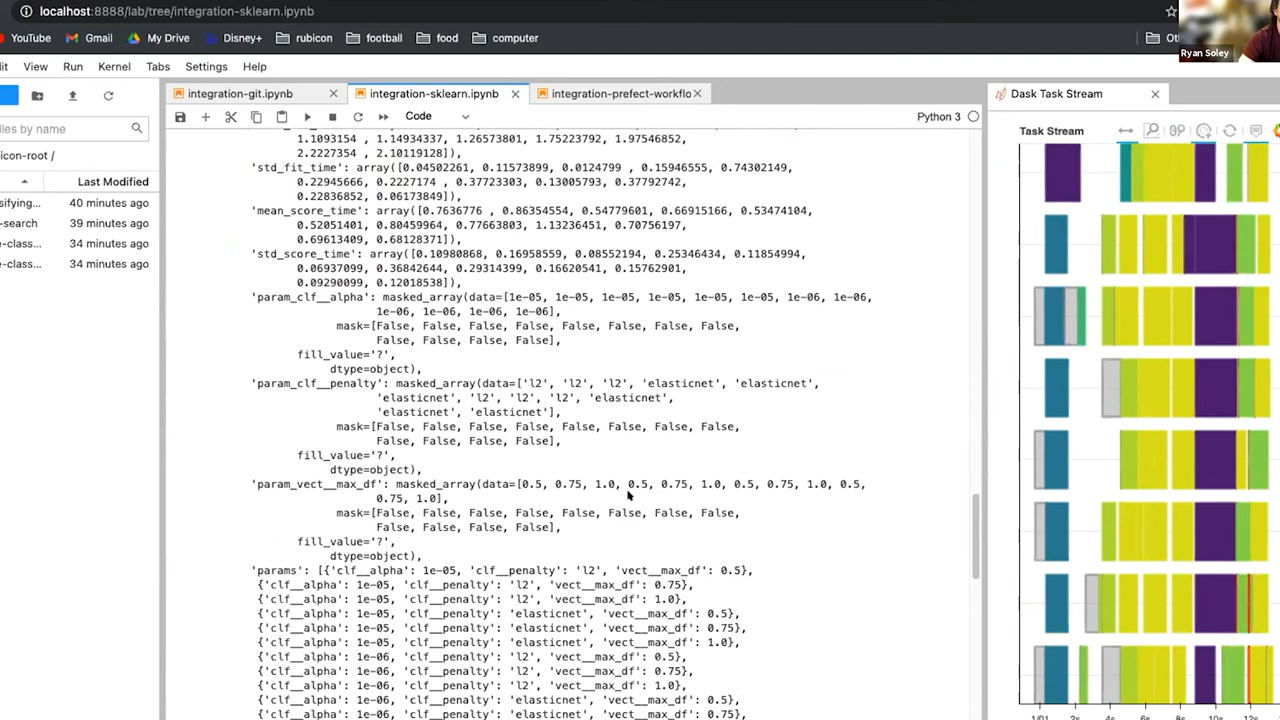 localhost:8888/lab/tree/integration-sklearn.ipynb
YouTube Gmail My Drive Disney+ rubicon football food computer
Ryan Soley
View Run Kernel Tabs Settings Help
integration-git.ipynb integration-sklearn.ipynb integration-prefect-workflo
Dask Task Stream
Code Python 3
Task Stream
iles by name
icon-root /
Last Modified
sifying... 40 minutes ago
-search 39 minutes ago
e-class... 34 minutes ago
e-class... 34 minutes ago
1.1093154 , 1.14934337, 1.26573801, 1.75223792, 1.97546852,
2.2227354 , 2.10119128]),
'std_fit_time': array([0.04502261, 0.11573899, 0.0124799 , 0.15946555, 0.74302149,
0.22945666, 0.2227174 , 0.37723303, 0.13005793, 0.37792742,
0.22836852, 0.06173849]),
'mean_score_time': array([0.7636776 , 0.86354554, 0.54779601, 0.66915166, 0.53474104,
0.52051401, 0.80459964, 0.77663803, 1.13236451, 0.70756197,
0.69613409, 0.68128371]),
'std_score_time': array([0.10980868, 0.16958559, 0.08552194, 0.25346434, 0.11854994,
0.06937099, 0.36842644, 0.29314399, 0.16620541, 0.15762901,
0.09290099, 0.12018538]),
'param_clf__alpha': masked_array(data=[1e-05, 1e-05, 1e-05, 1e-05, 1e-05, 1e-05, 1e-06, 1e-06,
1e-06, 1e-06, 1e-06, 1e-06],
mask=[False, False, False, False, False, False, False, False,
False, False, False, False],
fill_value='?',
dtype=object),
'param_clf__penalty': masked_array(data=['l2', 'l2', 'l2', 'elasticnet', 'elasticnet',
'elasticnet', 'l2', 'l2', 'l2', 'elasticnet',
'elasticnet', 'elasticnet'],
mask=[False, False, False, False, False, False, False, False,
False, False, False, False],
fill_value='?',
dtype=object),
'param_vect__max_df': masked_array(data=[0.5, 0.75, 1.0, 0.5, 0.75, 1.0, 0.5, 0.75, 1.0, 0.5,
0.75, 1.0],
mask=[False, False, False, False, False, False, False, False,
False, False, False, False],
fill_value='?',
dtype=object),
'params': [{'clf__alpha': 1e-05, 'clf__penalty': 'l2', 'vect__max_df': 0.5},
{'clf__alpha': 1e-05, 'clf__penalty': 'l2', 'vect__max_df': 0.75},
{'clf__alpha': 1e-05, 'clf__penalty': 'l2', 'vect__max_df': 1.0},
{'clf__alpha': 1e-05, 'clf__penalty': 'elasticnet', 'vect__max_df': 0.5},
{'clf__alpha': 1e-05, 'clf__penalty': 'elasticnet', 'vect__max_df': 0.75},
{'clf__alpha': 1e-05, 'clf__penalty': 'elasticnet', 'vect__max_df': 1.0},
{'clf__alpha': 1e-06, 'clf__penalty': 'l2', 'vect__max_df': 0.5},
{'clf__alpha': 1e-06, 'clf__penalty': 'l2', 'vect__max_df': 0.75},
{'clf__alpha': 1e-06, 'clf__penalty': 'l2', 'vect__max_df': 1.0},
{'clf__alpha': 1e-06, 'clf__penalty': 'elasticnet', 'vect__max_df': 0.5},
{'clf__alpha': 1e-06, 'clf__penalty': 'elasticnet', 'vect__max_df': 0.75},
1/01 2s 4s 6s 8s 10s 12s